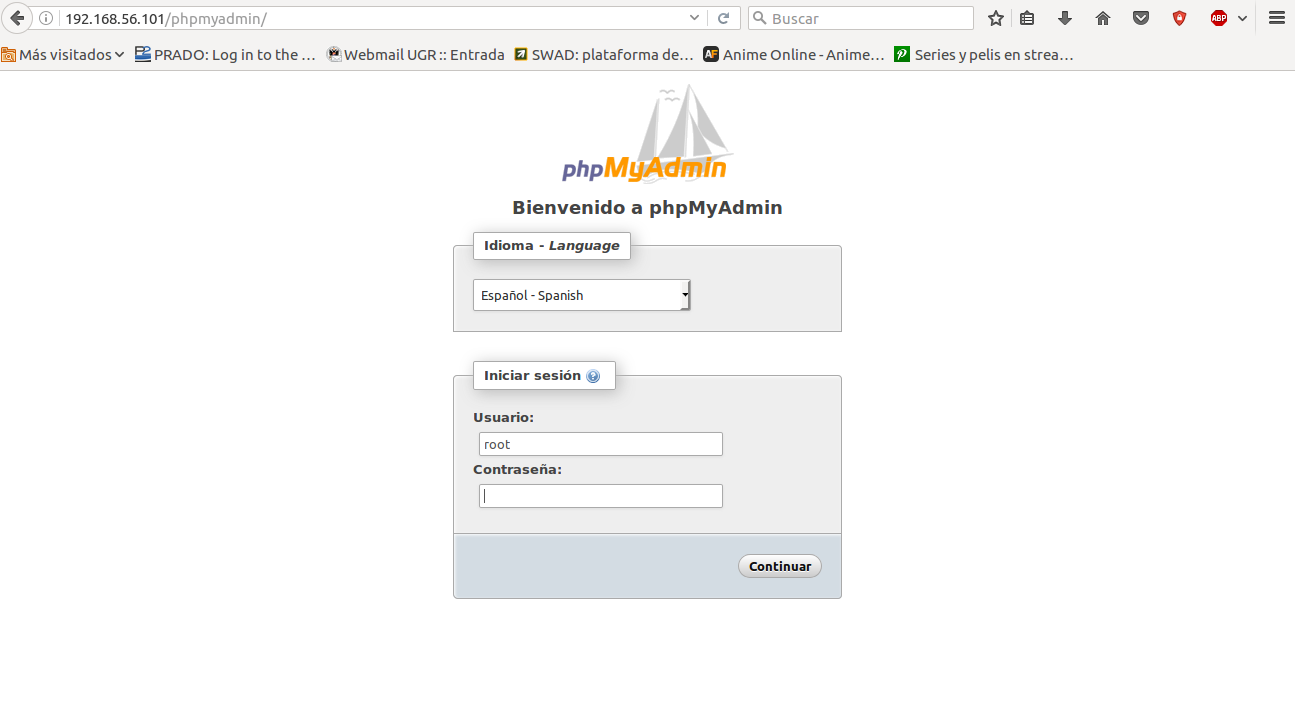 192.168.56.101/phpmyadmin/
Buscar
ABP
Más visitados
PRADO: Log in to the …
Webmail UGR :: Entrada
SWAD: plataforma de…
AF
Anime Online - Anime…
P
Series y pelis en strea…
phpMyAdmin
Bienvenido a phpMyAdmin
Idioma - Language
Español - Spanish
Iniciar sesión
Usuario:
root
Contraseña:
Continuar